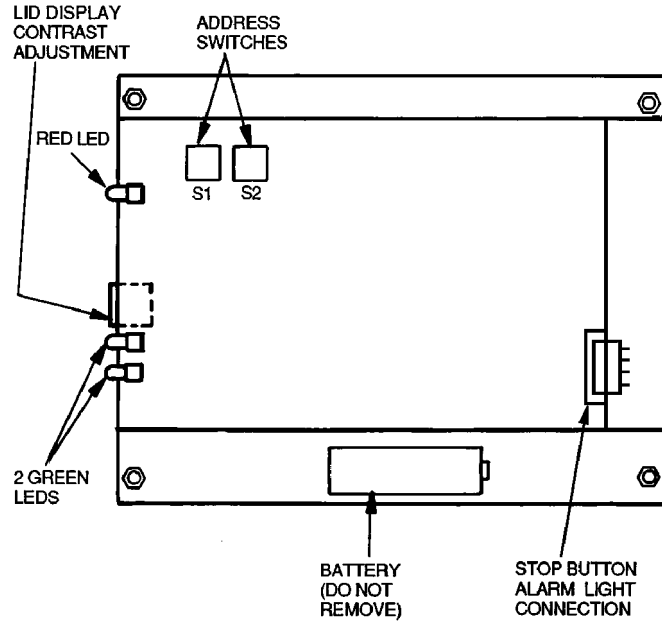 LID DISPLAY
CONTRAST
ADJUSTMENT
ADDRESS
SWITCHES
RED LED
S1
S2
2 GREEN
LEDS
BATTERY
(DO NOT
REMOVE)
STOP BUTTON
ALARM LIGHT
CONNECTION